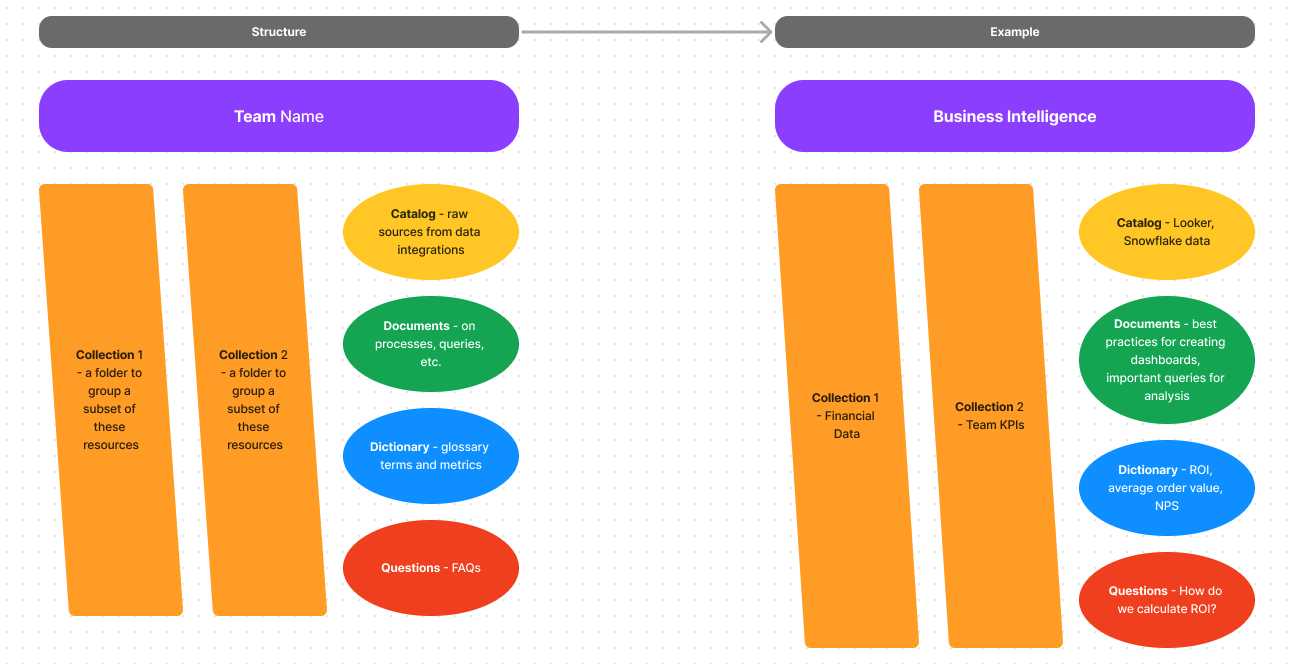 Structure
Example
Team Name
Business Intelligence
Collection 1
- a folder to
group a
subset of
these
resources
Collection 2
- a folder to
group a
subset of
these
resources
Catalog - raw
sources from data
integrations
Documents - on
processes, queries,
etc.
Dictionary - glossary
terms and metrics
Questions - FAQs
Collection 1
- Financial
Data
Collection 2
- Team KPIs
Catalog - Looker,
Snowflake data
Documents - best
practices for creating
dashboards,
important queries for
analysis
Dictionary - ROI,
average order value,
NPS
Questions - How do
we calculate ROI?